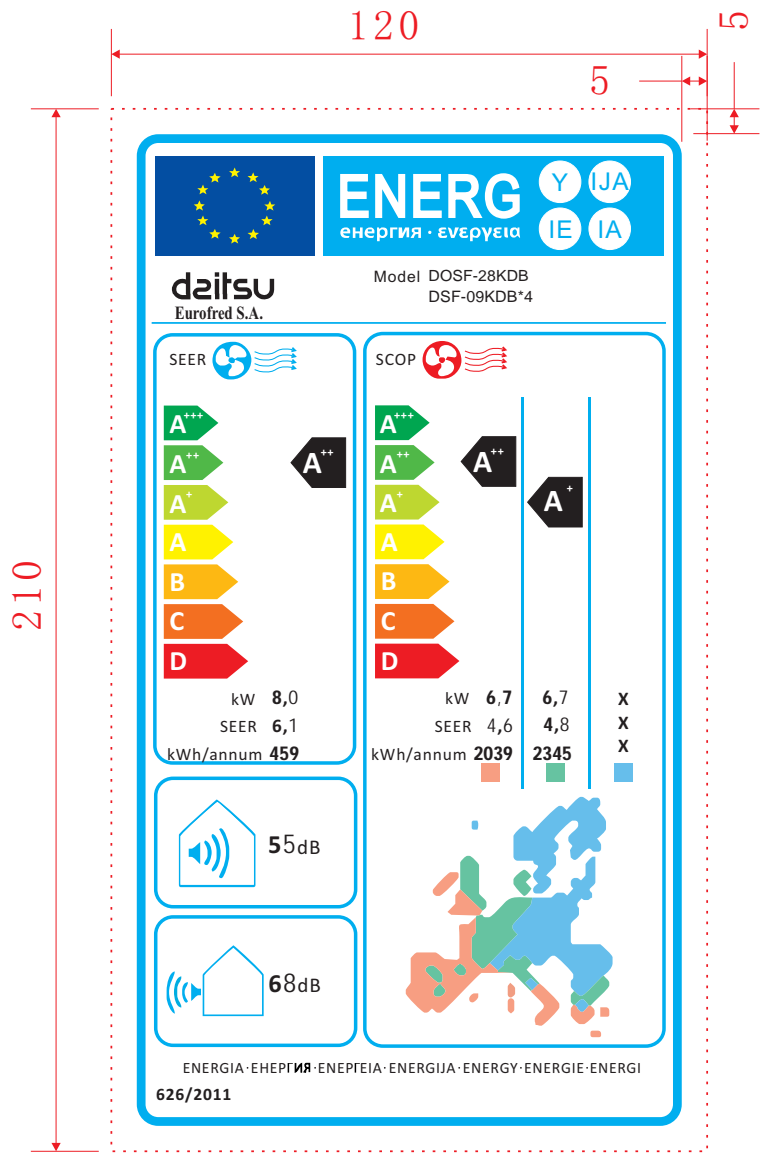 120
5
5
210
ENERG
енергия · ενεργεια
Y IJA
IE IA
daitsu
Eurofred S.A.
Model DOSF-28KDB
DSF-09KDB*4
SEER
A+++
A++
A+
A
B
C
D
A++
kW 8,0
SEER 6,1
kWh/annum 459
SCOP
A+++
A++
A+
A
B
C
D
A++
A+
kW 6,7 6,7 X
SEER 4,6 4,8 X
kWh/annum 2039 2345 X
55dB
68dB
ENERGIA·ЕНЕРГИЯ·ΕΝΕΡΓΕΙΑ·ENERGIJA·ENERGY·ENERGIE·ENERGI
626/2011